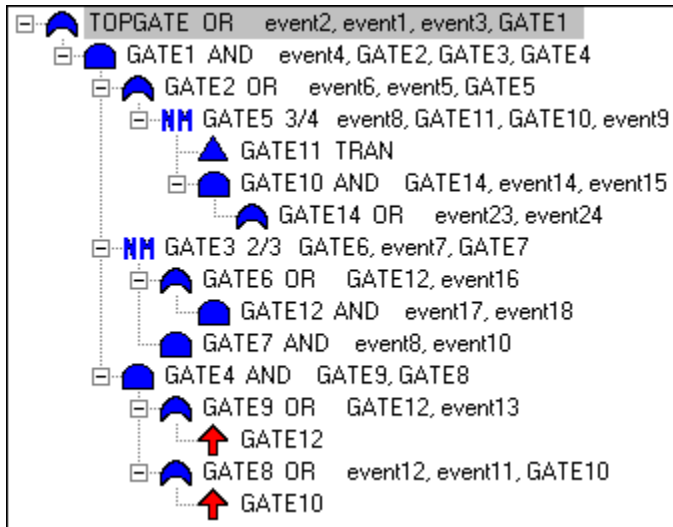 TOPGATE OR event2, event1, event3, GATE1
GATE1 AND event4, GATE2, GATE3, GATE4
GATE2 OR event6, event5, GATE5
NM GATE5 3/4 event8, GATE11, GATE10, event9
GATE11 TRAN
GATE10 AND GATE14, event14, event15
GATE14 OR event23, event24
NM GATE3 2/3 GATE6, event7, GATE7
GATE6 OR GATE12, event16
GATE12 AND event17, event18
GATE7 AND event8, event10
GATE4 AND GATE9, GATE8
GATE9 OR GATE12, event13
GATE12
GATE8 OR event12, event11, GATE10
GATE10